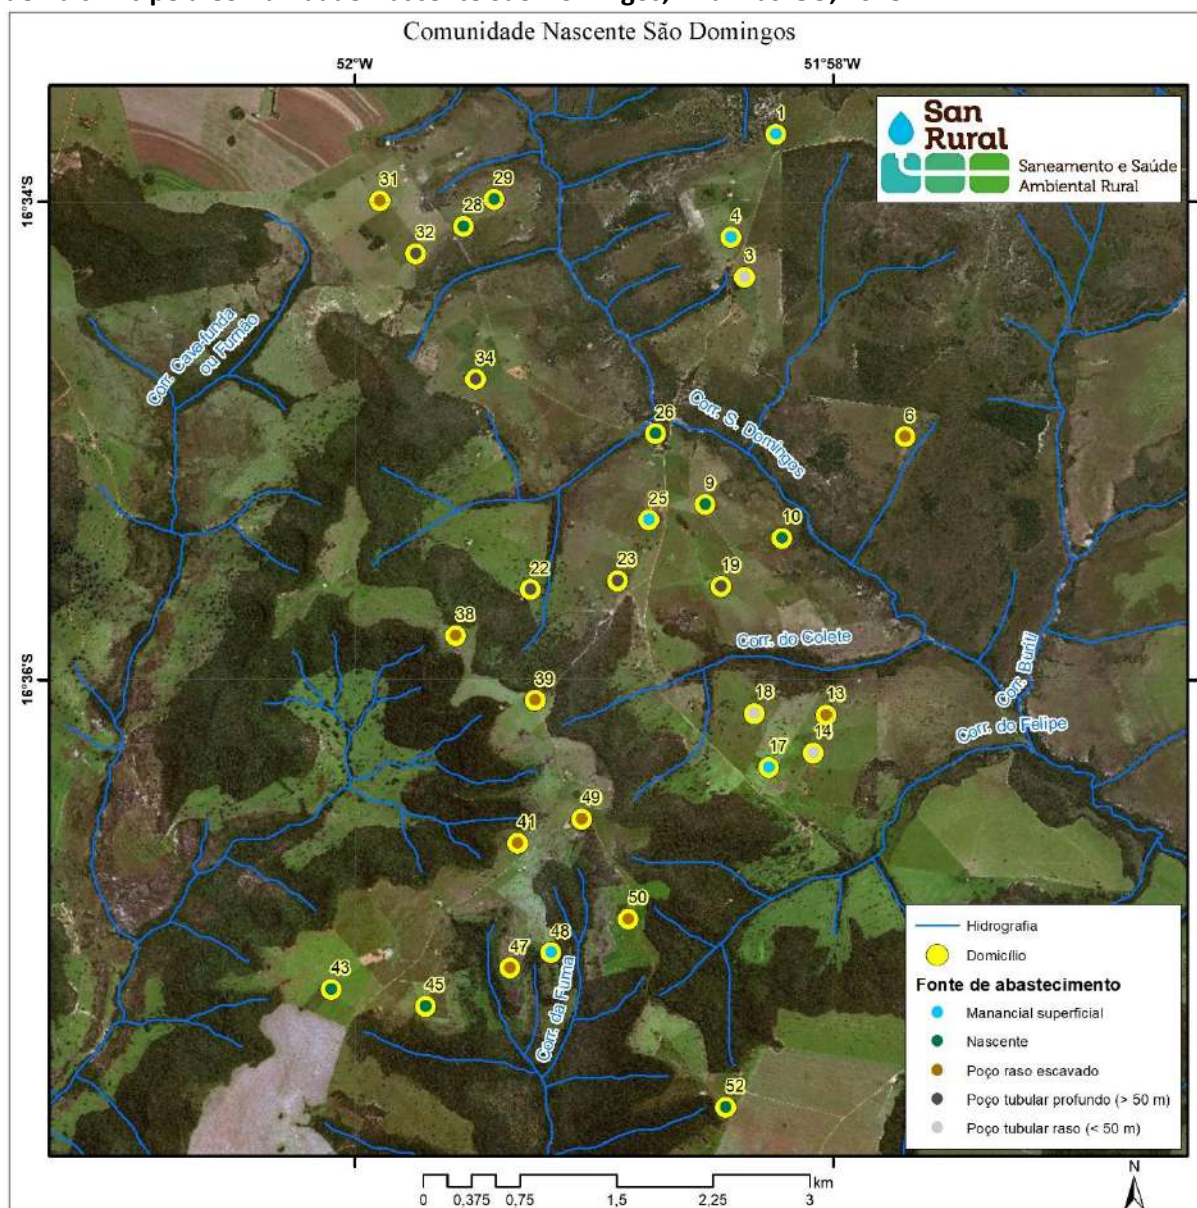 Comunidade Nascente São Domingos
52°W
51°58'W
San
Rural
Saneamento e Saúde
Ambiental Rural
16°34'S
1
31
29
28
32
4
3
Corr. Cava-funda
ou Furnão
34
26
Corr. S. Domingos
6
9
25
10
23
22
19
38
Corr. do Colete
Corr. Buriti
16°36'S
39
18
13
Corr. do Felipe
14
17
49
41
50
48
47
43
45
Corr. da Furna
52
Hidrografia
Domicílio
Fonte de abastecimento
Manancial superficial
Nascente
Poço raso escavado
Poço tubular profundo (> 50 m)
Poço tubular raso (< 50 m)
0 0,375 0,75 1,5 2,25 3
km
N